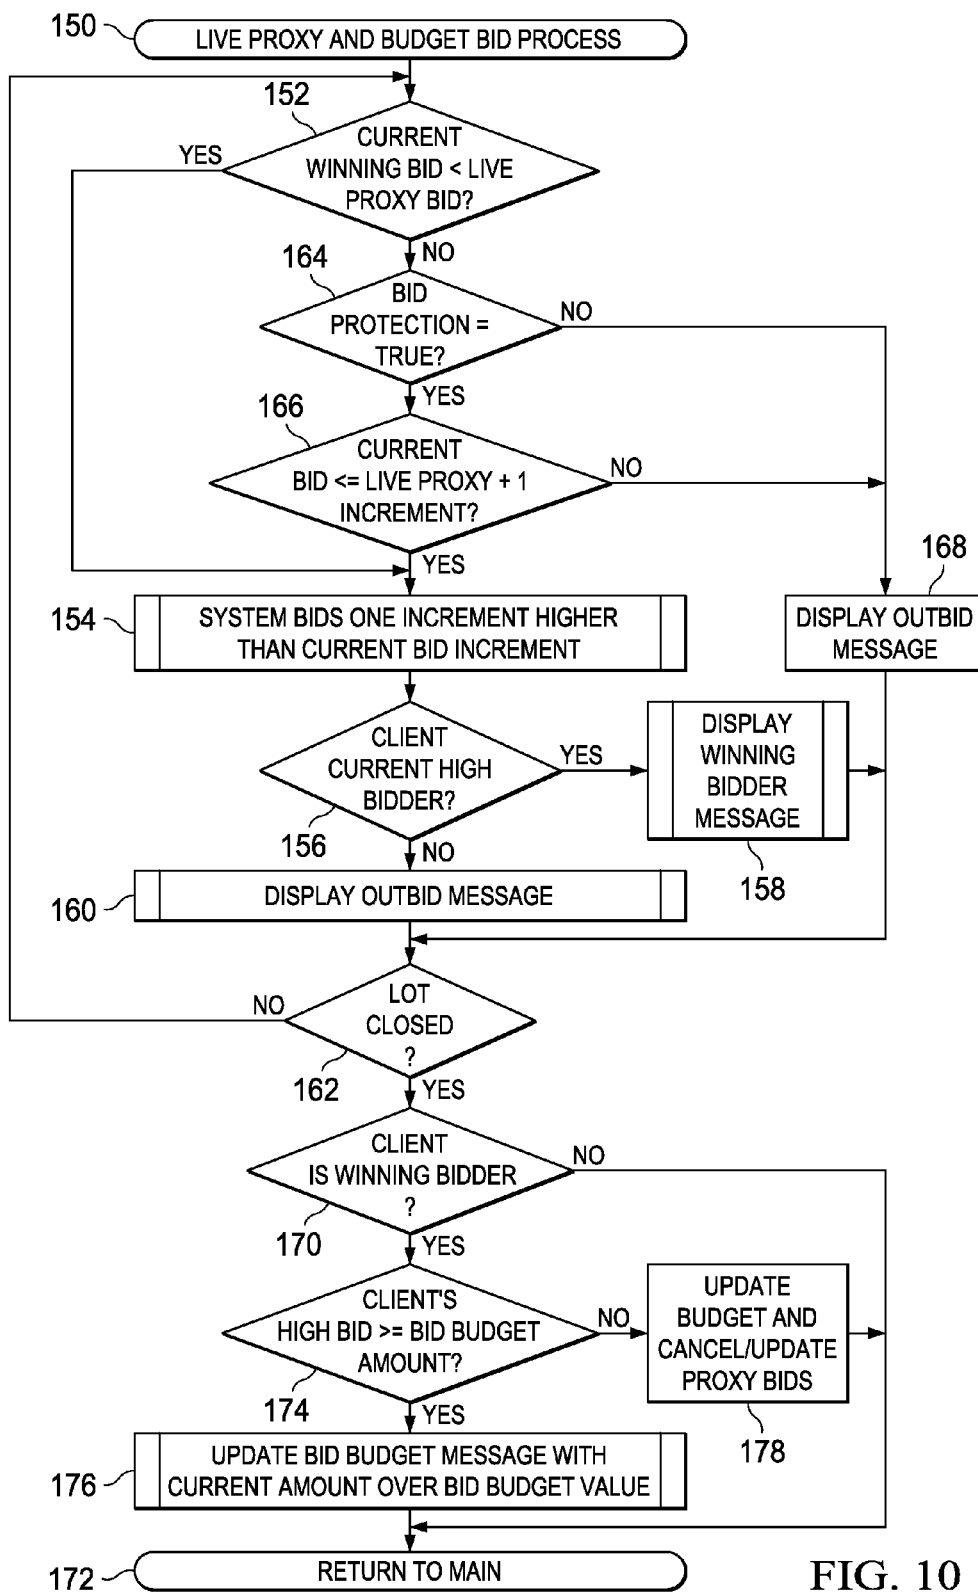 150
LIVE PROXY AND BUDGET BID PROCESS
152
CURRENT
WINNING BID < LIVE
PROXY BID?
YES
NO
164
BID
PROTECTION =
TRUE?
NO
YES
166
CURRENT
BID <= LIVE PROXY + 1
INCREMENT?
NO
YES
168
DISPLAY OUTBID
MESSAGE
154
SYSTEM BIDS ONE INCREMENT HIGHER
THAN CURRENT BID INCREMENT
CLIENT
CURRENT HIGH
BIDDER?
156
YES
NO
DISPLAY
WINNING
BIDDER
MESSAGE
158
160
DISPLAY OUTBID MESSAGE
LOT
CLOSED
?
162
NO
YES
CLIENT
IS WINNING BIDDER
?
170
NO
YES
CLIENT'S
HIGH BID >= BID BUDGET
AMOUNT?
174
NO
YES
UPDATE
BUDGET AND
CANCEL/UPDATE
PROXY BIDS
178
176
UPDATE BID BUDGET MESSAGE WITH
CURRENT AMOUNT OVER BID BUDGET VALUE
172
RETURN TO MAIN
FIG. 10